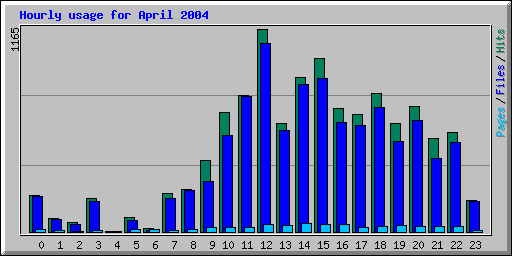 Hourly usage for April 2004
1165
Pages/Files/Hits
0 1 2 3 4 5 6 7 8 9 10 11 12 13 14 15 16 17 18 19 20 21 22 23